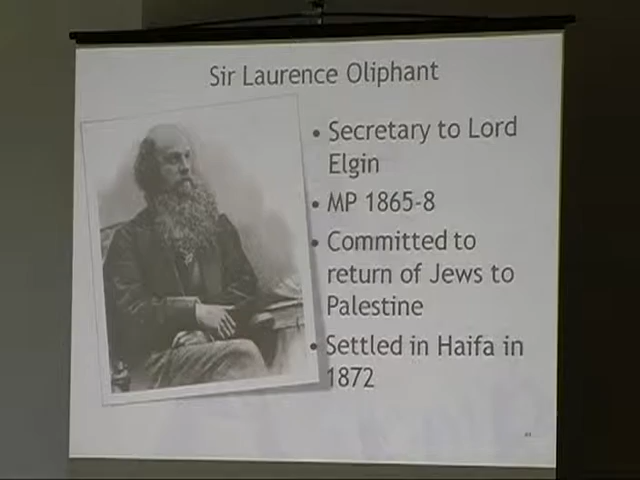 Sir Laurence Oliphant
• Secretary to Lord
Elgin
• MP 1865-8
• Committed to
return of Jews to
Palestine
• Settled in Haifa in
1872